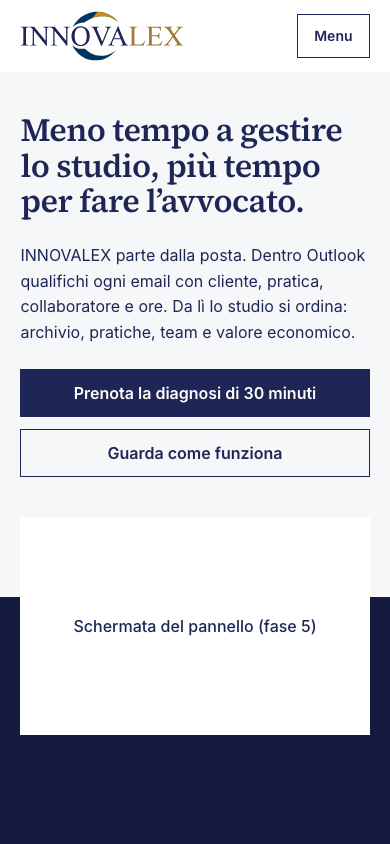 INNOVALEX
Menu
Meno tempo a gestire
lo studio, più tempo
per fare l’avvocato.
INNOVALEX parte dalla posta. Dentro Outlook
qualifichi ogni email con cliente, pratica,
collaboratore e ore. Da lì lo studio si ordina:
archivio, pratiche, team e valore economico.
Prenota la diagnosi di 30 minuti
Guarda come funziona
Schermata del pannello (fase 5)